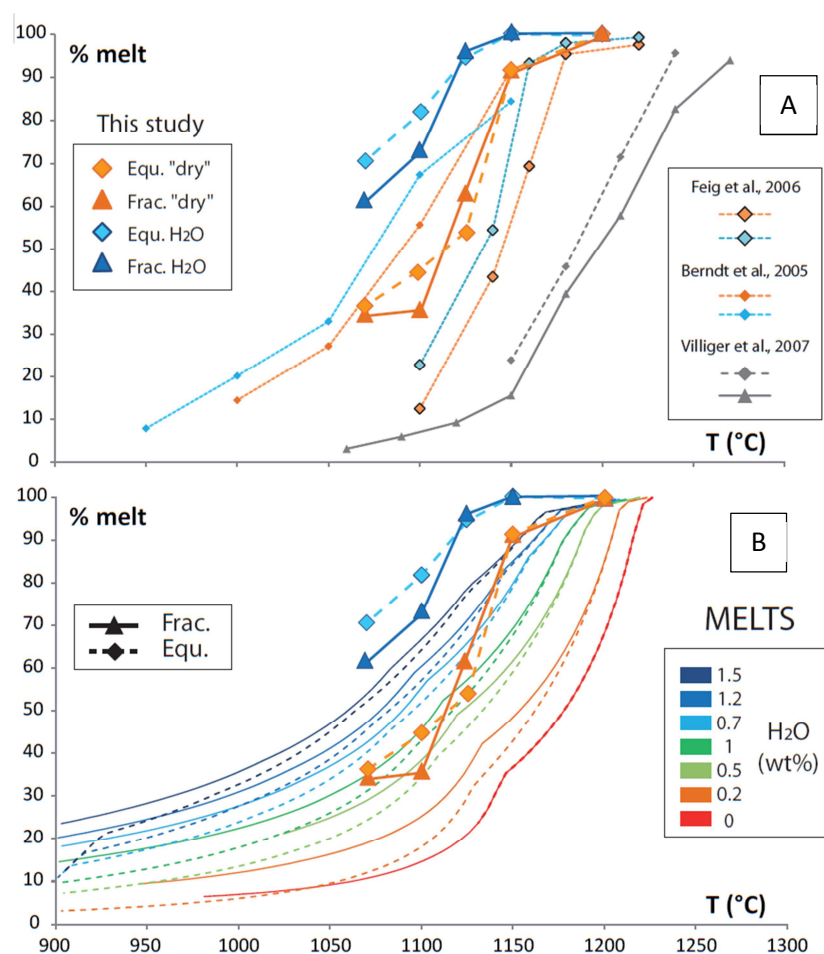 100
90
80
70
60
50
40
30
20
10
0
% melt
This study
Equ. "dry"
Frac. "dry"
Equ. H2O
Frac. H2O
A
Feig et al., 2006
Berndt et al., 2005
Villiger et al., 2007
T (°C)
100
90
80
70
60
50
40
30
20
10
0
% melt
Frac.
Equ.
B
MELTS
1.5
1.2
0.7
1
0.5
0.2
0
H2O
(wt%)
T (°C)
900 950 1000 1050 1100 1150 1200 1250 1300